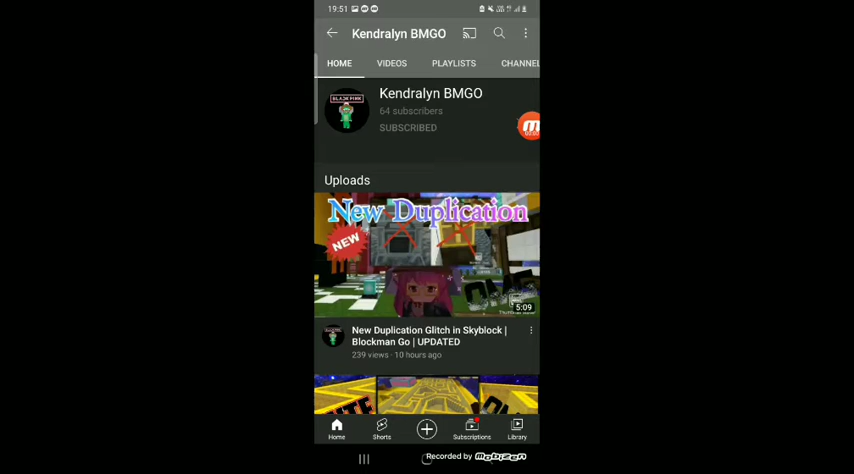 19:51
Kendralyn BMGO
HOME VIDEOS PLAYLISTS CHANNEL
BLACKPINK
Kendralyn BMGO
64 subscribers
SUBSCRIBED
00:00
Uploads
New Duplication
NEW
5:09
New Duplication Glitch in Skyblock |
Blockman Go | UPDATED
239 views · 10 hours ago
Home Shorts Subscriptions Library
Recorded by Mobizen